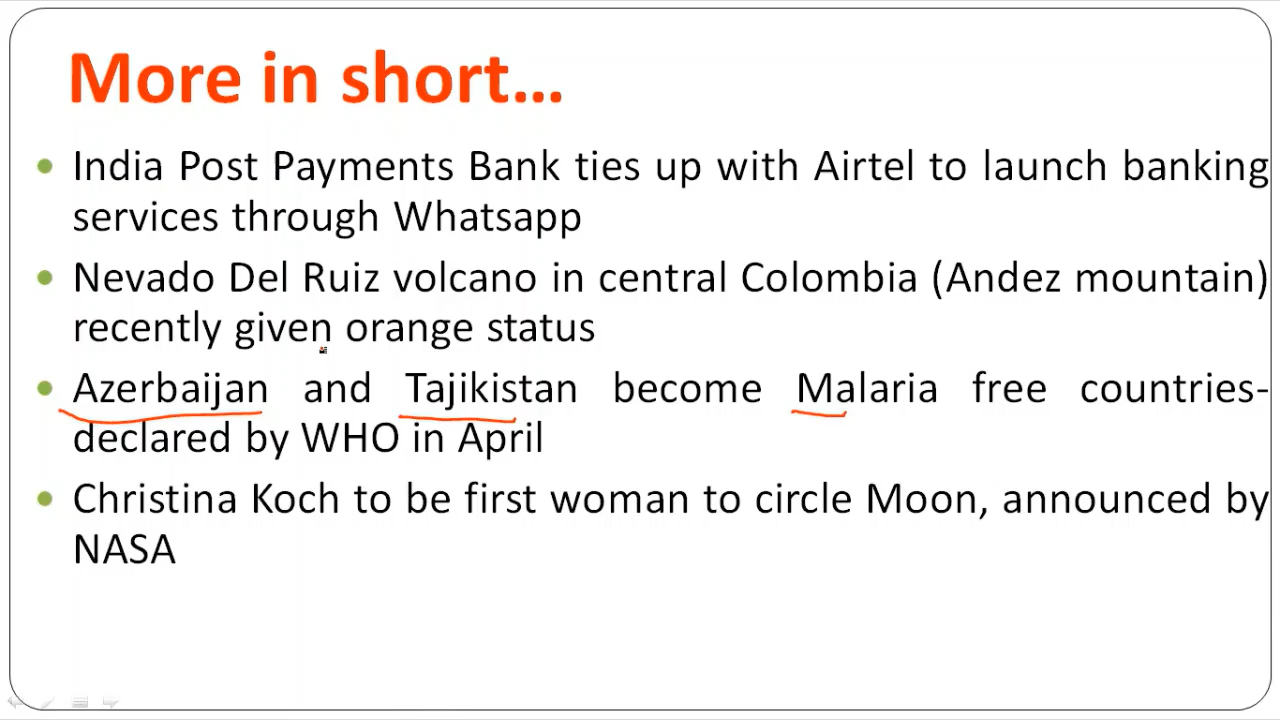 More in short...
• India Post Payments Bank ties up with Airtel to launch banking
services through Whatsapp
• Nevado Del Ruiz volcano in central Colombia (Andez mountain)
recently given orange status
• Azerbaijan and Tajikistan become Malaria free countries-
declared by WHO in April
• Christina Koch to be first woman to circle Moon, announced by
NASA